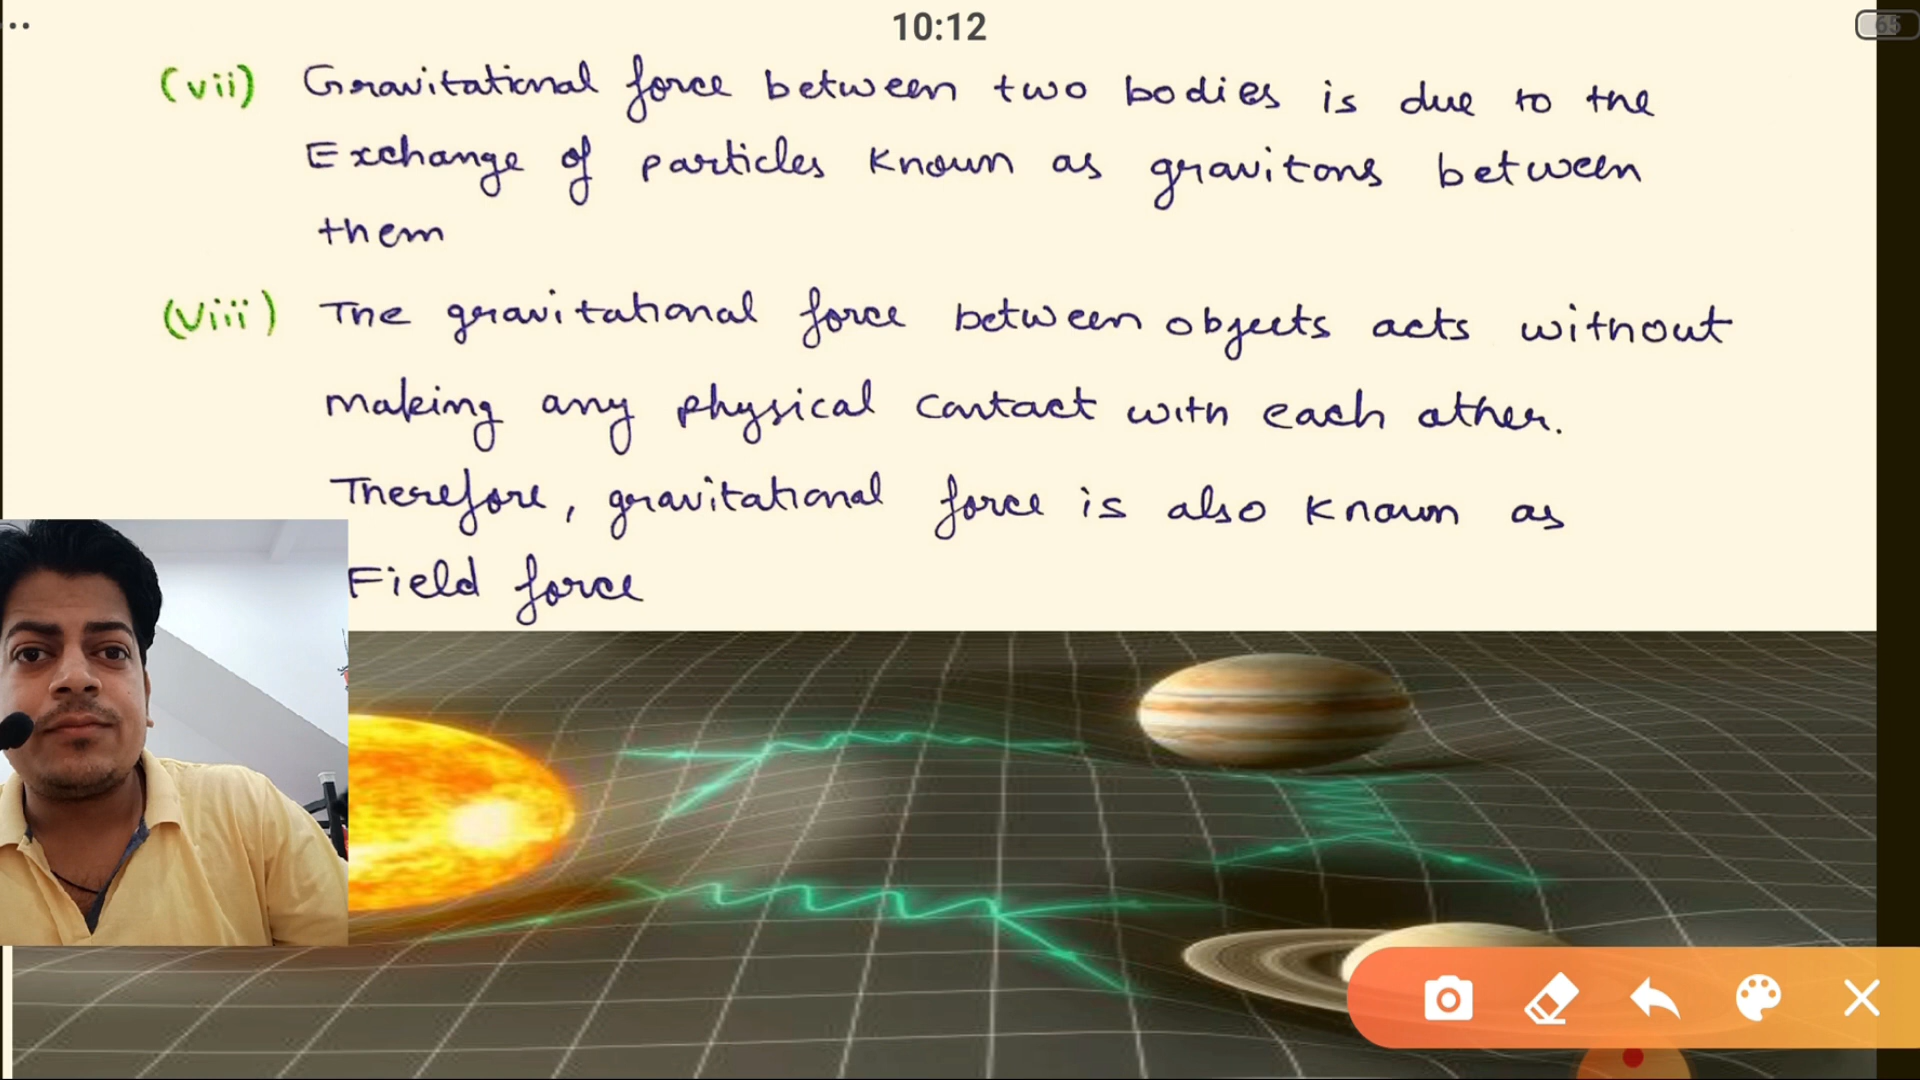 10:12
65
(vii) Gravitational force between two bodies is due to the
Exchange of particles known as gravitons between
them
(viii) The gravitational force between objects acts without
making any physical contact with each other.
Therefore, gravitational force is also known as
Field force